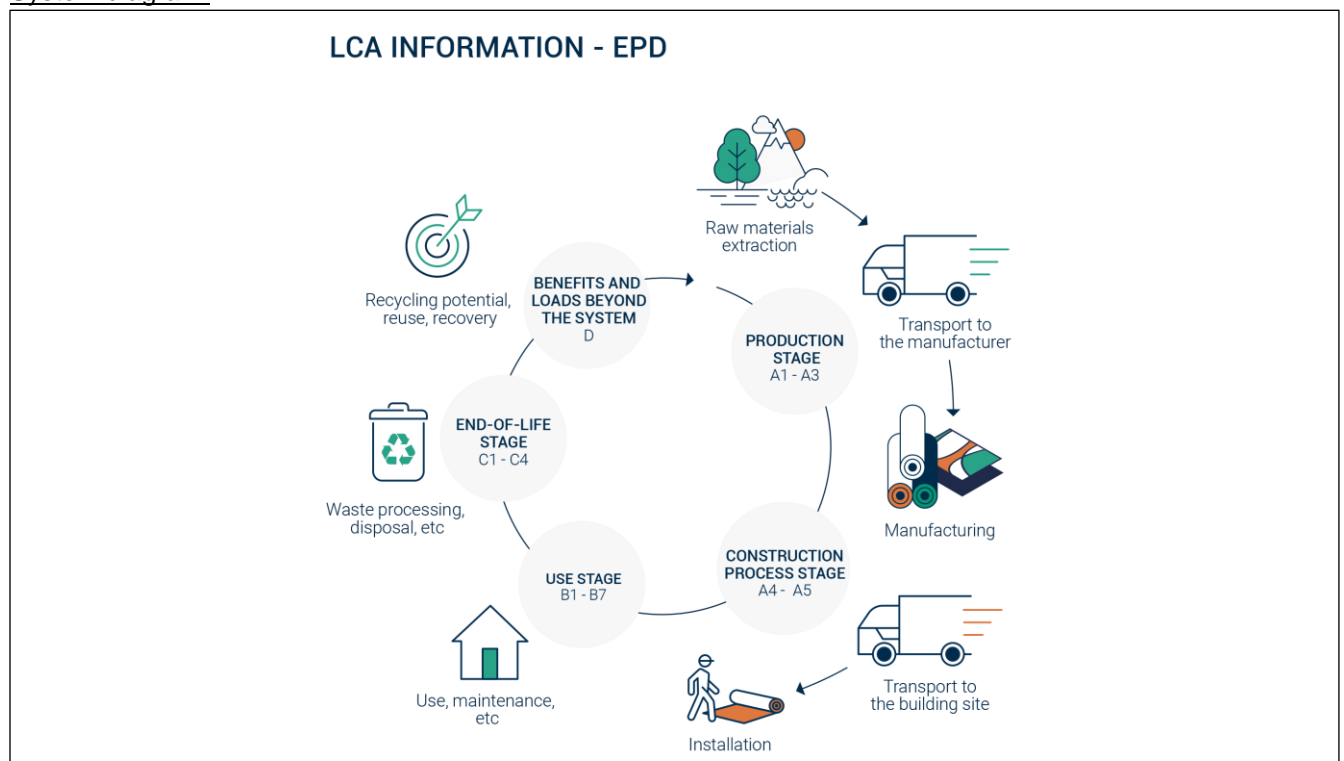 LCA INFORMATION - EPD
Raw materials
extraction
Transport to
the manufacturer
Manufacturing
Transport to
the building site
Installation
Use, maintenance,
etc
Waste processing,
disposal, etc
Recycling potential,
reuse, recovery
BENEFITS AND
LOADS BEYOND
THE SYSTEM
D
PRODUCTION
STAGE
A1 - A3
CONSTRUCTION
PROCESS STAGE
A4 - A5
USE STAGE
B1 - B7
END-OF-LIFE
STAGE
C1 - C4